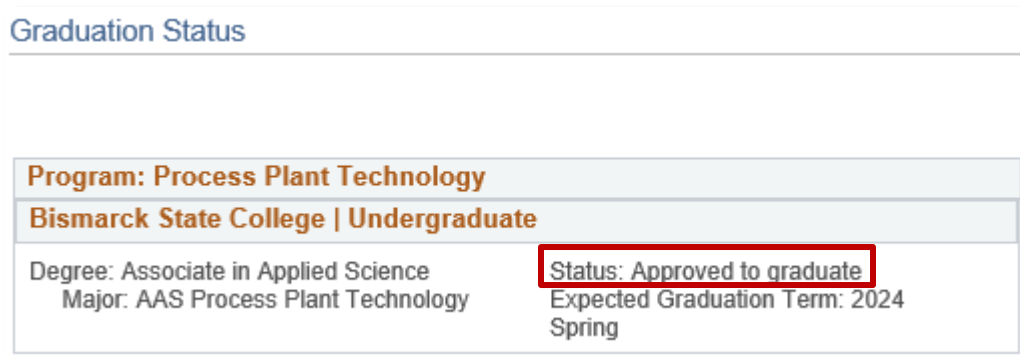 Graduation Status
Program: Process Plant Technology
Bismarck State College | Undergraduate
Degree: Associate in Applied Science
Major: AAS Process Plant Technology
Status: Approved to graduate
Expected Graduation Term: 2024
Spring